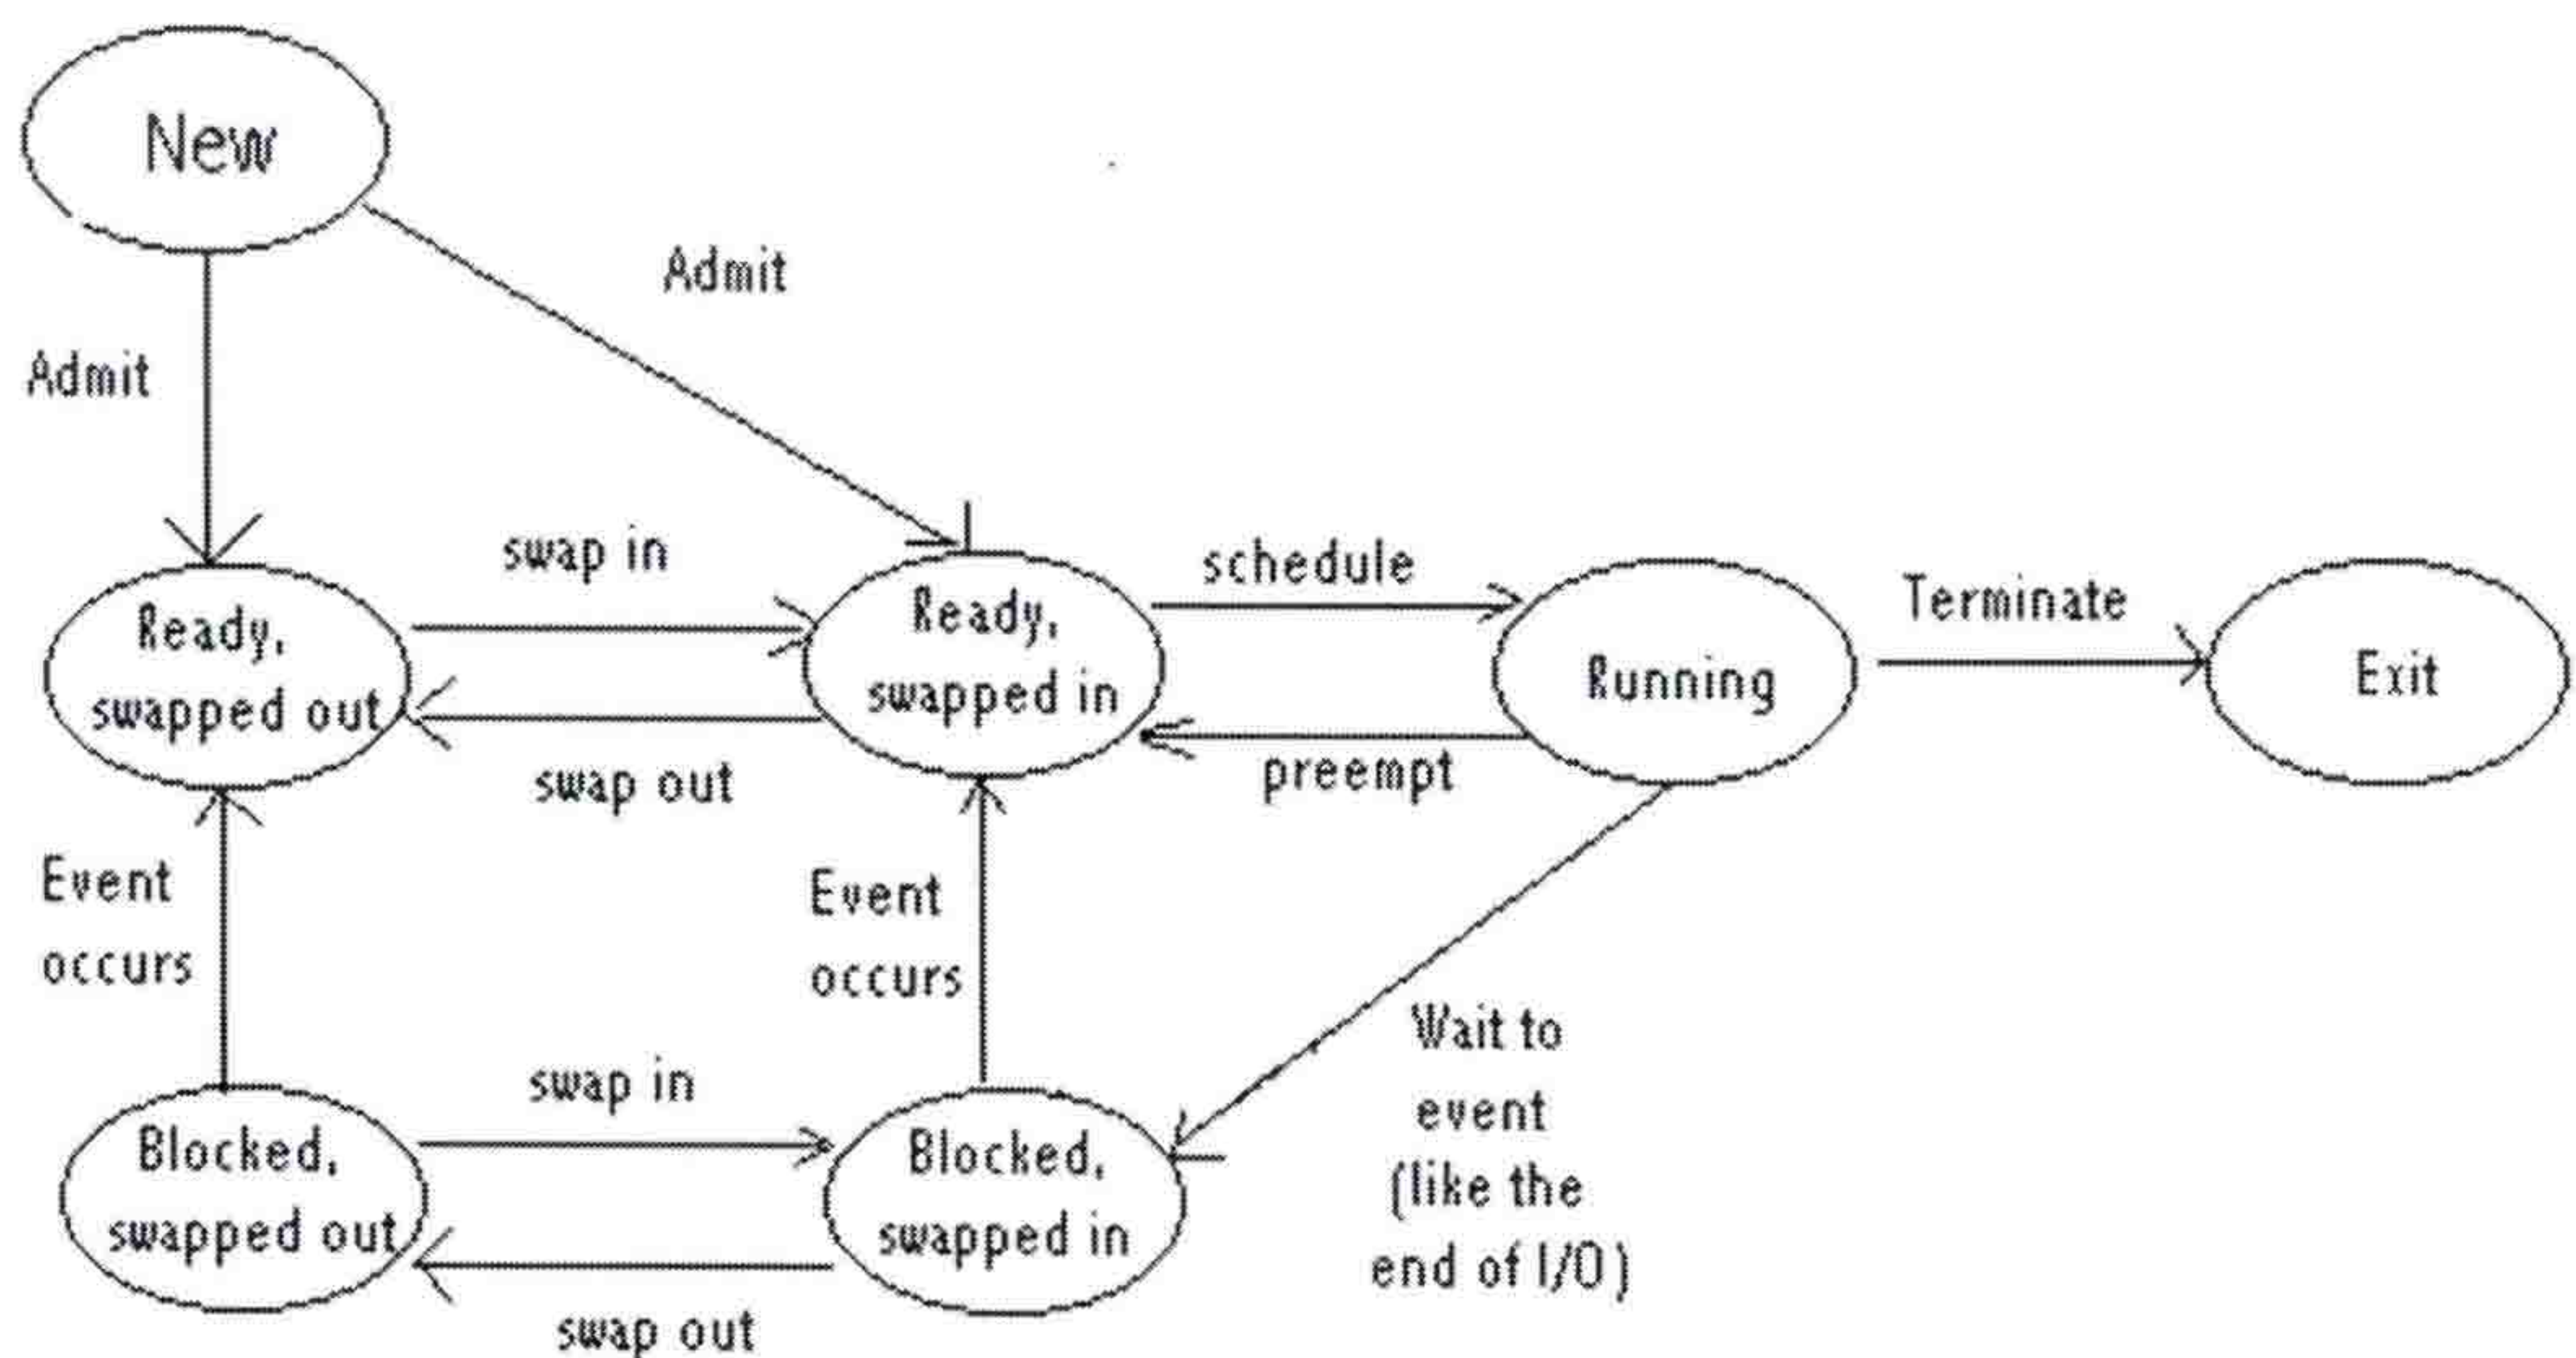 New
Admit
Admit
swap in
schedule
Terminate
Ready,
swapped out
Ready,
swapped in
Running
Exit
swap out
preempt
Event
occurs
Event
occurs
Wait to
event
(like the
end of I/O)
swap in
Blocked,
swapped out
Blocked,
swapped in
swap out